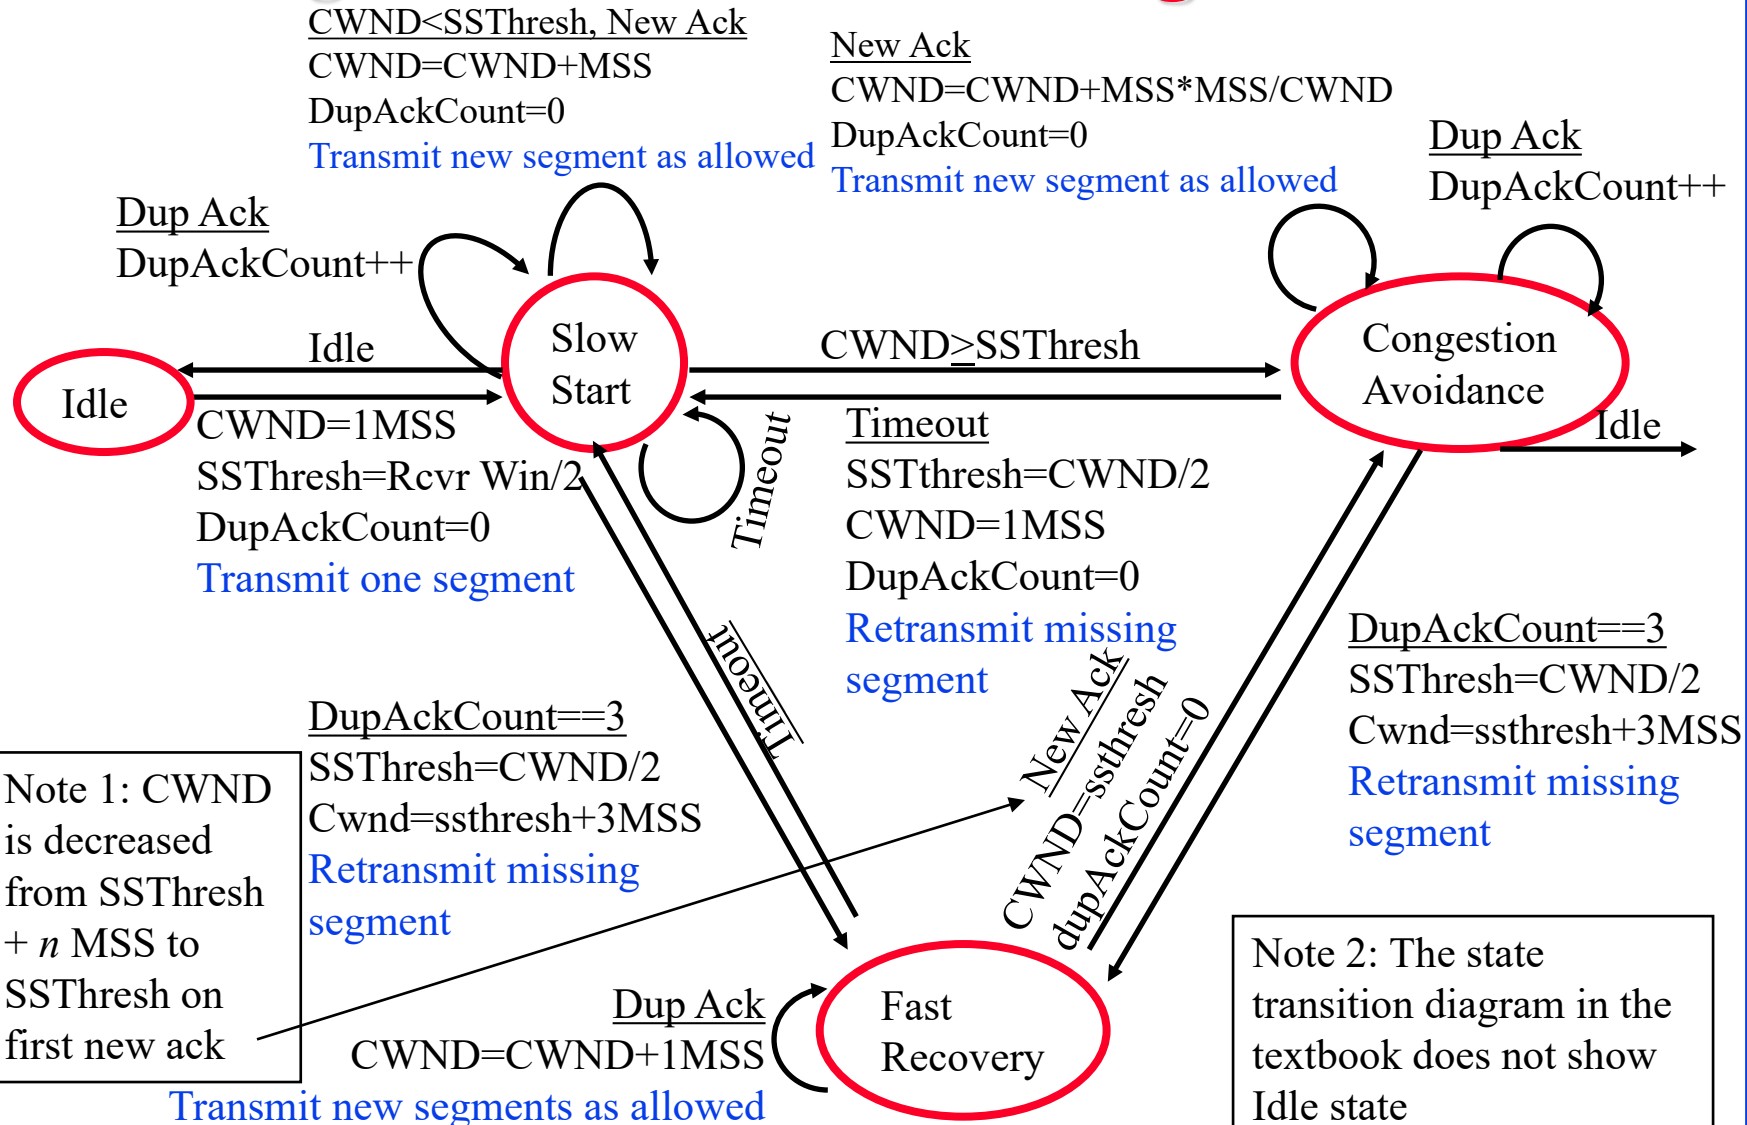 CWND<SSThresh, New Ack
CWND=CWND+MSS
DupAckCount=0
Transmit new segment as allowed
New Ack
CWND=CWND+MSS*MSS/CWND
DupAckCount=0
Transmit new segment as allowed
Dup Ack
DupAckCount++
Dup Ack
DupAckCount++
Idle
Slow
Start
CWND≥SSThresh
Congestion
Avoidance
Idle
Idle
CWND=1MSS
SSThresh=Rcvr Win/2
DupAckCount=0
Transmit one segment
Timeout
Timeout
SSTthresh=CWND/2
CWND=1MSS
DupAckCount=0
Retransmit missing
segment
Timeout
New Ack
CWND=ssthresh
dupAckCount=0
DupAckCount==3
SSThresh=CWND/2
Cwnd=ssthresh+3MSS
Retransmit missing
segment
DupAckCount==3
SSThresh=CWND/2
Cwnd=ssthresh+3MSS
Retransmit missing
segment
Note 1: CWND
is decreased
from SSThresh
+ n MSS to
SSThresh on
first new ack
Dup Ack
CWND=CWND+1MSS
Transmit new segments as allowed
Fast
Recovery
Note 2: The state
transition diagram in the
textbook does not show
Idle state